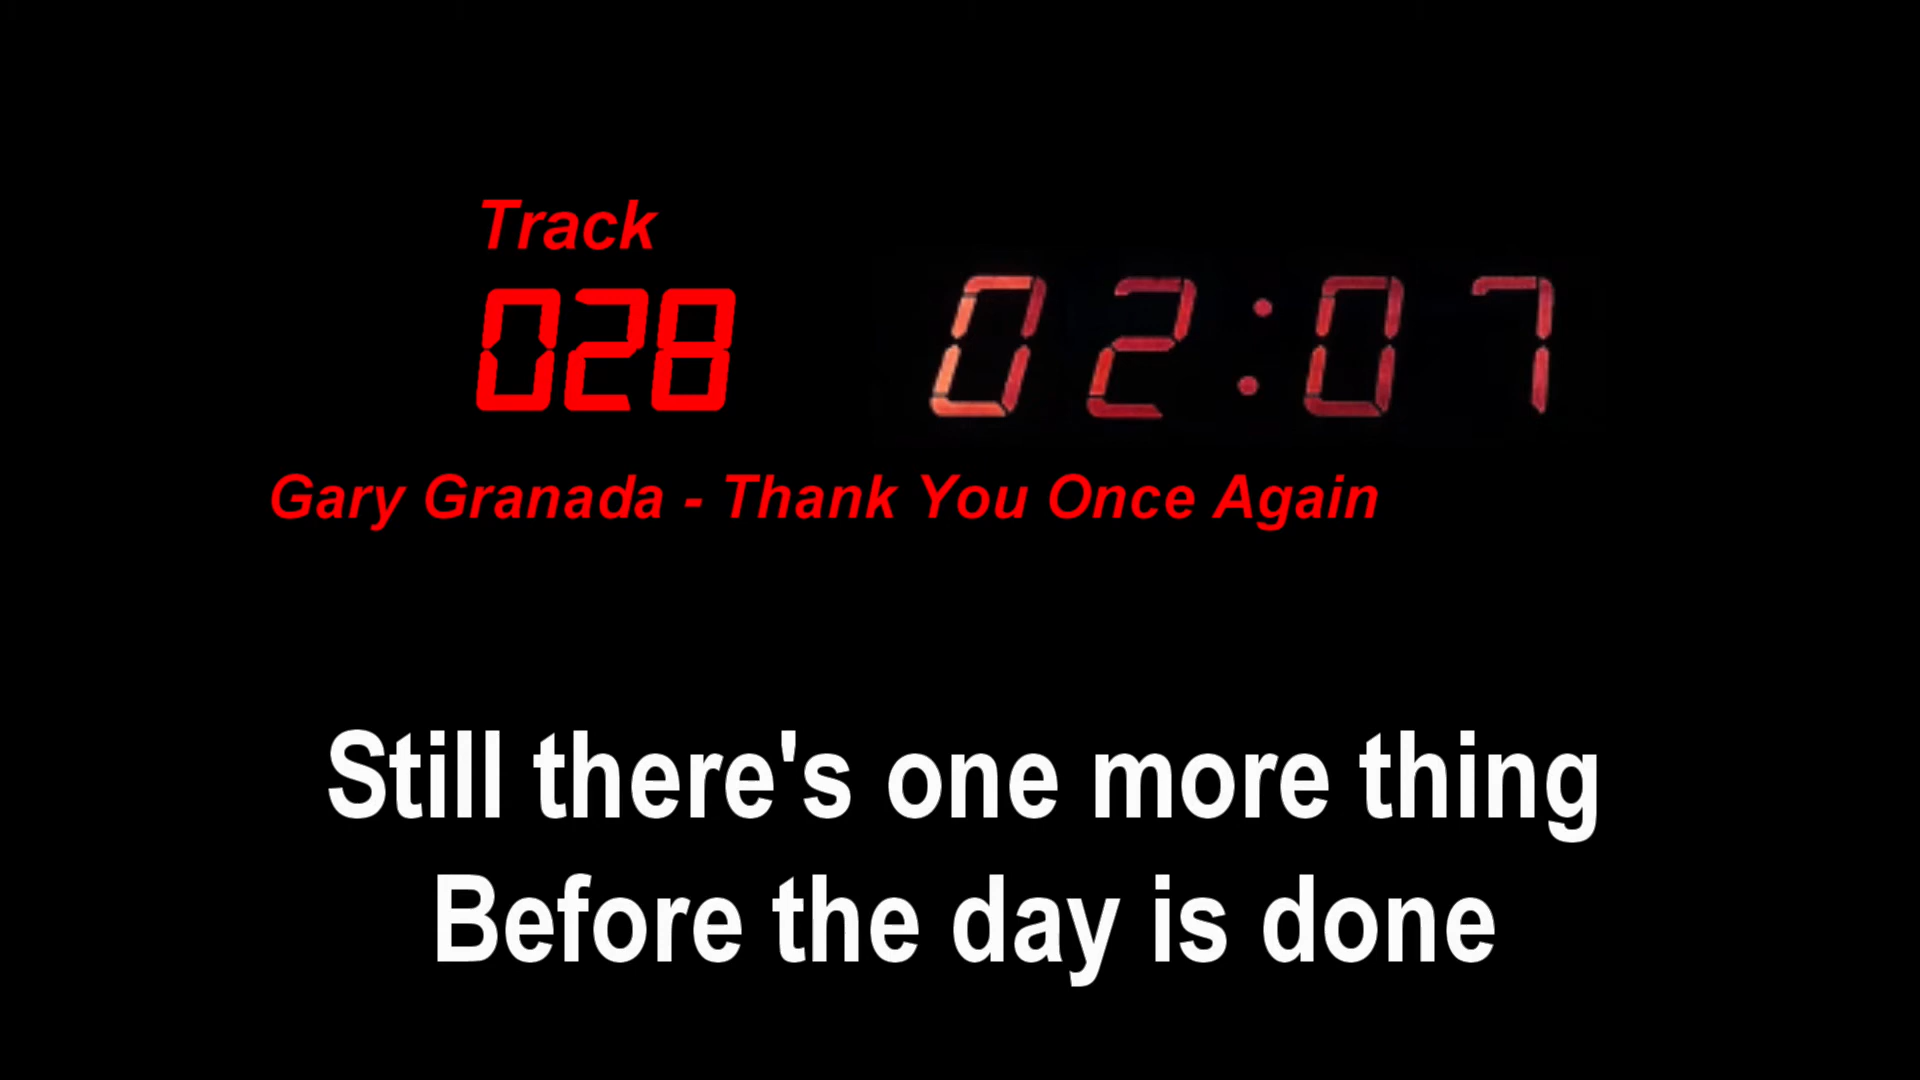 Track
028 02:07
Gary Granada - Thank You Once Again
Still there's one more thing
Before the day is done